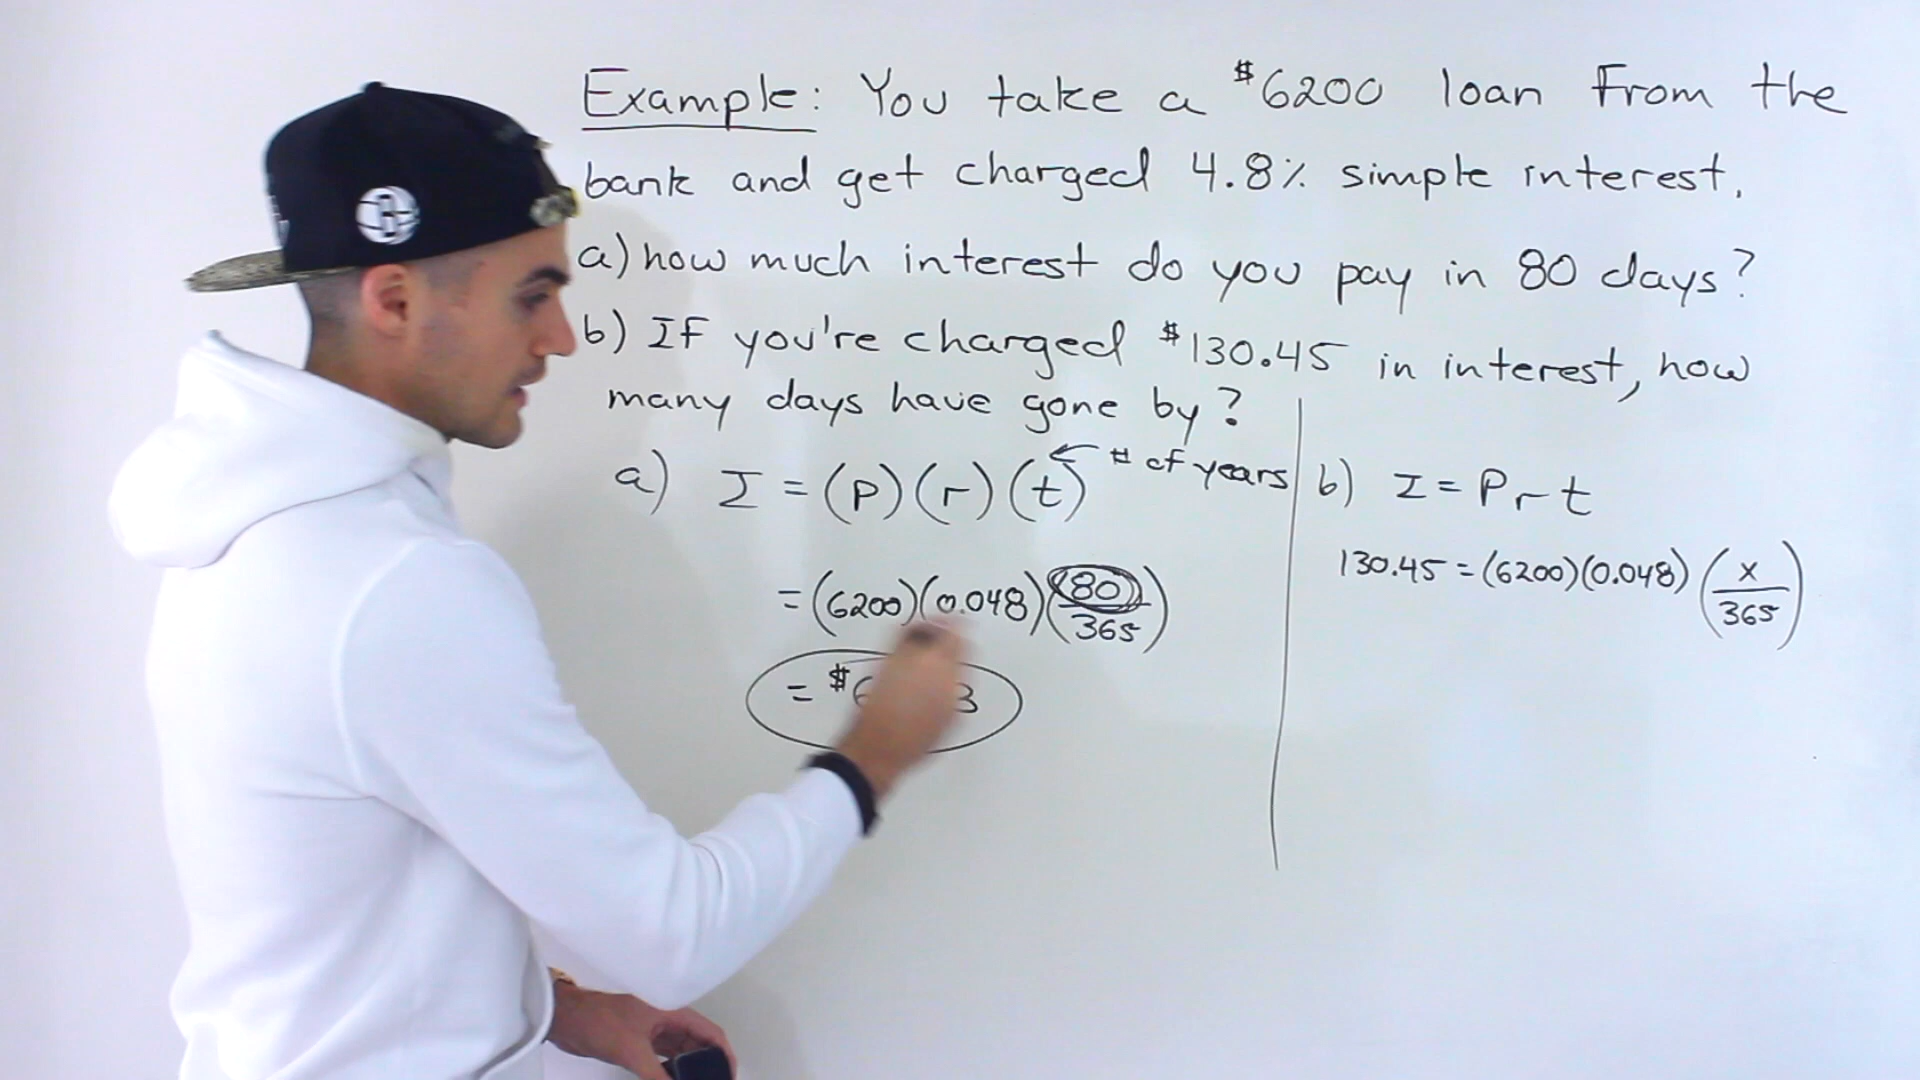 Example: You take a $6200 loan from the
bank and get charged 4.8% simple interest.
a) how much interest do you pay in 80 days?
b) If you're charged $130.45 in interest, how
many days have gone by?
a) I = (P)(r)(t) ← # of years
= (6200)(0.048)(80/365)
= $
b) I = Prt
130.45 = (6200)(0.048)(x/365)
B